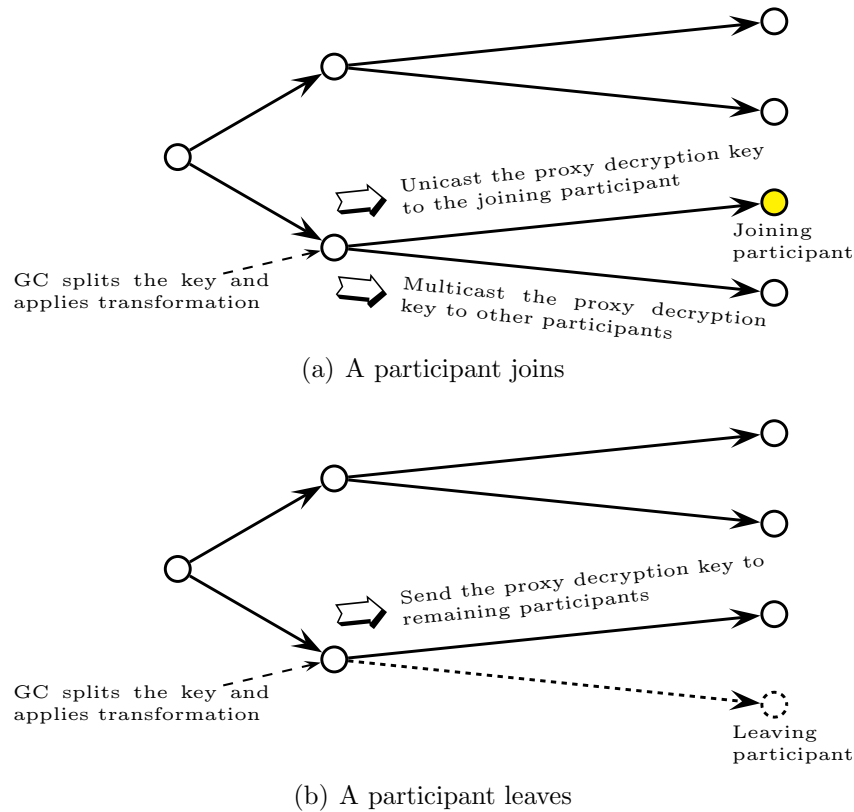 Unicast the proxy decryption key
to the joining participant
Joining
participant
GC splits the key and
applies transformation
Multicast the proxy decryption
key to other participants
(a) A participant joins
Send the proxy decryption key to
remaining participants
GC splits the key and
applies transformation
Leaving
participant
(b) A participant leaves